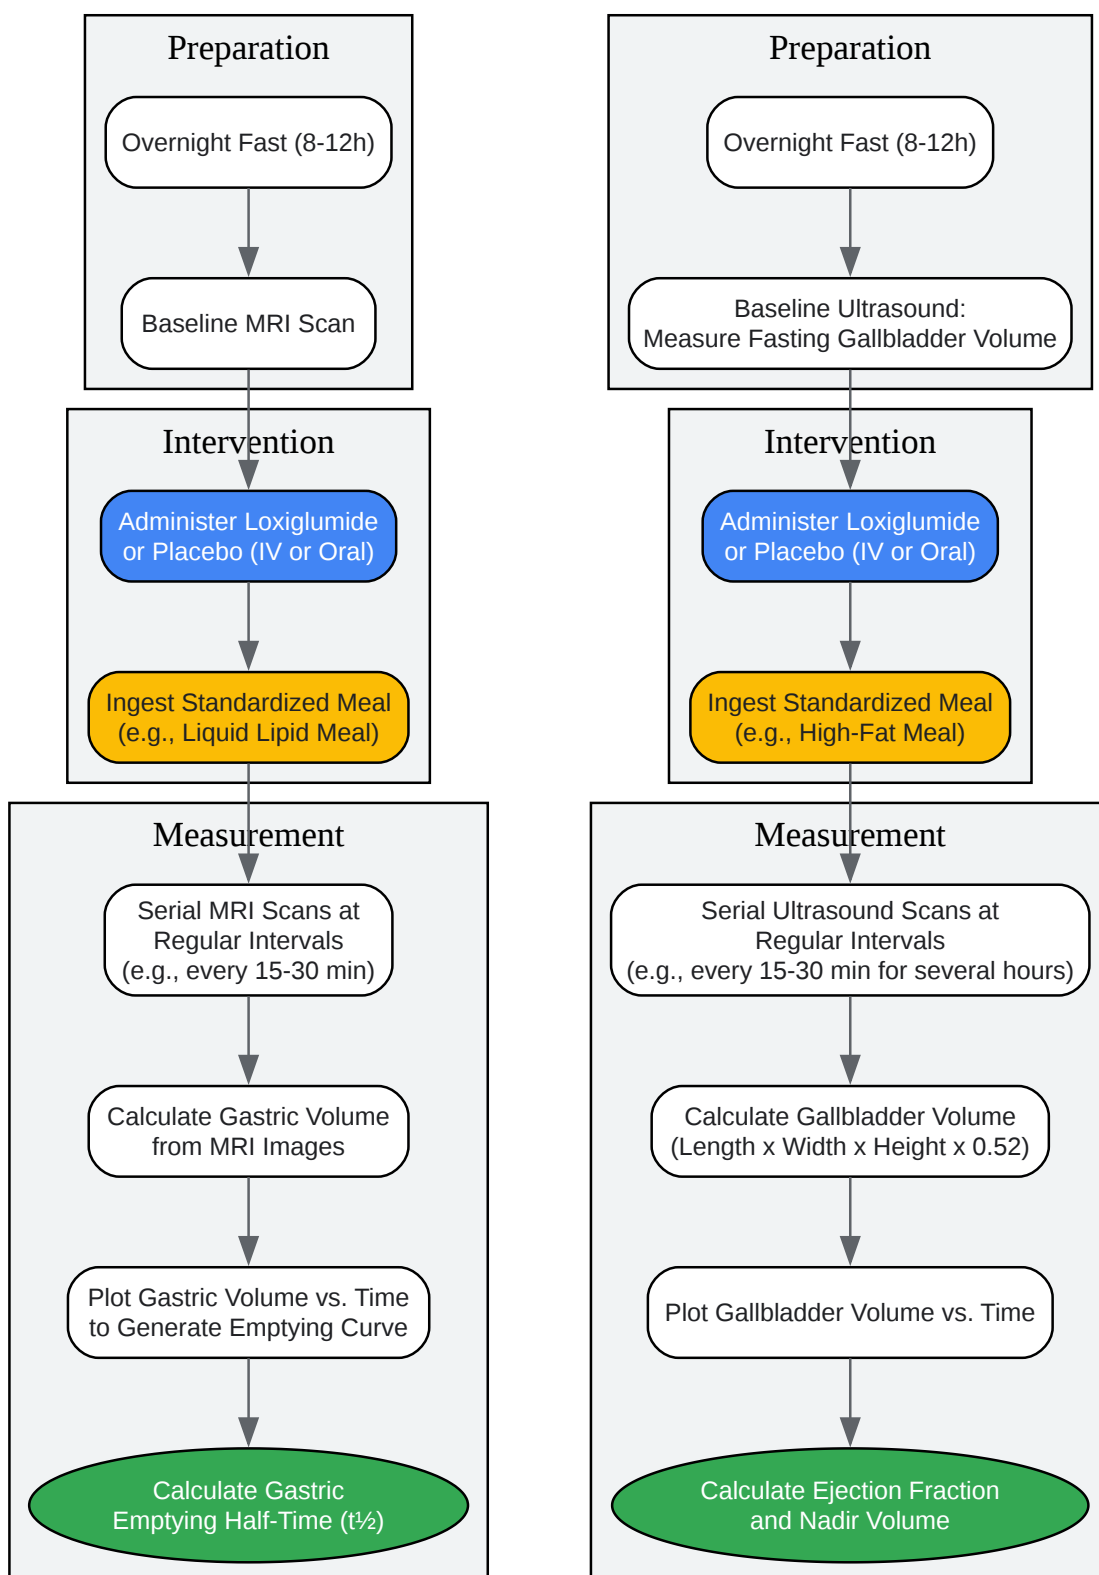 Preparation
Overnight Fast (8-12h)
Baseline MRI Scan
Intervention
Administer Loxiglumide
or Placebo (IV or Oral)
Ingest Standardized Meal
(e.g., Liquid Lipid Meal)
Measurement
Serial MRI Scans at
Regular Intervals
(e.g., every 15-30 min)
Calculate Gastric Volume
from MRI Images
Plot Gastric Volume vs. Time
to Generate Emptying Curve
Calculate Gastric
Emptying Half-Time (t½)
Preparation
Overnight Fast (8-12h)
Baseline Ultrasound:
Measure Fasting Gallbladder Volume
Intervention
Administer Loxiglumide
or Placebo (IV or Oral)
Ingest Standardized Meal
(e.g., High-Fat Meal)
Measurement
Serial Ultrasound Scans at
Regular Intervals
(e.g., every 15-30 min for several hours)
Calculate Gallbladder Volume
(Length x Width x Height x 0.52)
Plot Gallbladder Volume vs. Time
Calculate Ejection Fraction
and Nadir Volume